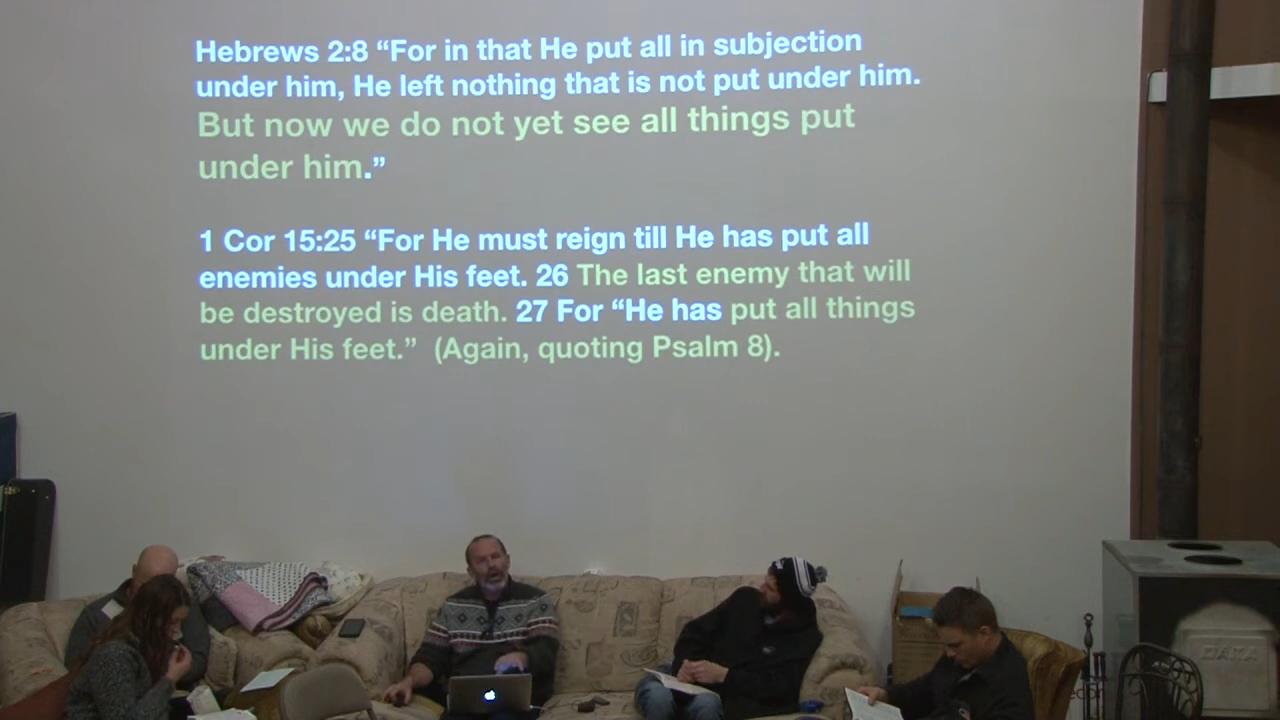 Hebrews 2:8 “For in that He put all in subjection
under him, He left nothing that is not put under him.
But now we do not yet see all things put
under him.”
1 Cor 15:25 “For He must reign till He has put all
enemies under His feet. 26 The last enemy that will
be destroyed is death. 27 For “He has put all things
under His feet.” (Again, quoting Psalm 8).